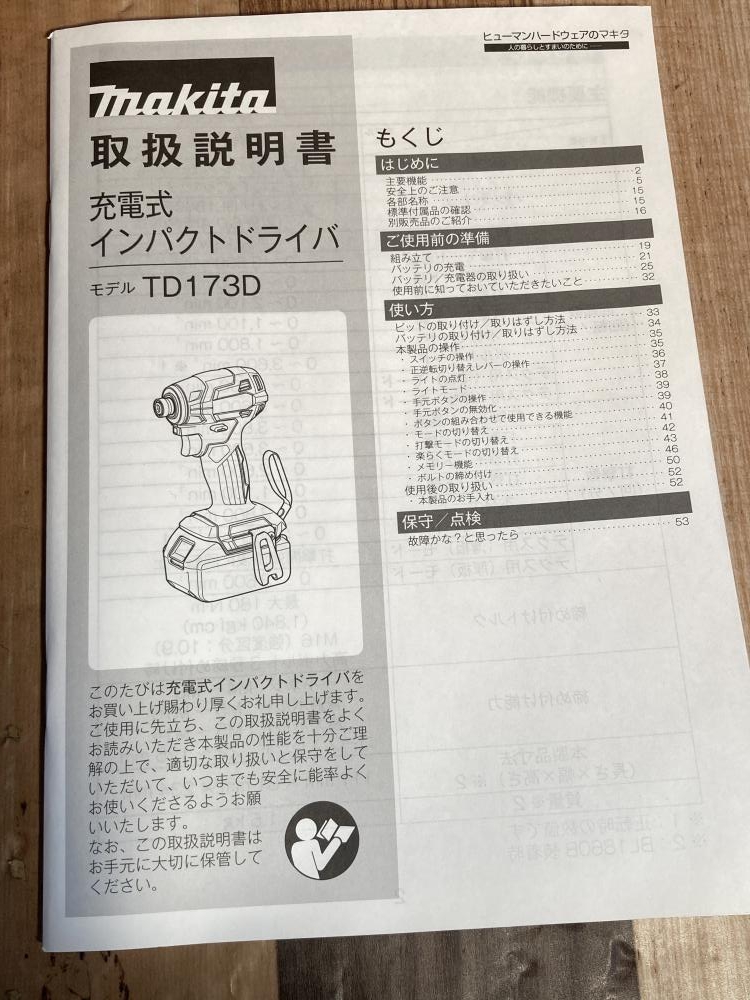 ヒューマンハードウェアのマキタ
人の暮らしとすまいのために
makita
取扱説明書
充電式
インパクトドライバ
モデル TD173D
このたびは充電式インパクトドライバを
お買い上げ賜わり厚くお礼申し上げます。
ご使用に先立ち、この取扱説明書をよく
お読みいただき本製品の性能を十分ご理
解の上で、適切な取り扱いと保守をして
いただいて、いつまでも安全に能率よく
お使いくださるようお願
いいたします。
なお、この取扱説明書は
お手元に大切に保管して
ください。
もくじ
はじめに
主要機能 2
安全上のご注意 5
各部名称 15
標準付属品の確認 15
別販売品のご紹介 16
ご使用前の準備
組み立て 19
バッテリの充電 21
バッテリ／充電器の取り扱い 25
使用前に知っておいていただきたいこと 32
使い方
ビットの取り付け／取りはずし方法 33
バッテリの取り付け／取りはずし方法 34
本製品の操作 35
・スイッチの操作 35
・正逆転切り替えレバーの操作 36
・ライトの点灯 37
・ライトモード 38
・手元ボタンの操作 39
・手元ボタンの無効化 39
・ボタンの組み合わせで使用できる機能 40
・モードの切り替え 41
・打撃モードの切り替え 42
・楽らくモードの切り替え 43
・メモリー機能 46
・ボルトの締め付け 50
使用後の取り扱い 52
・本製品のお手入れ 52
保守／点検
故障かな？と思ったら 53